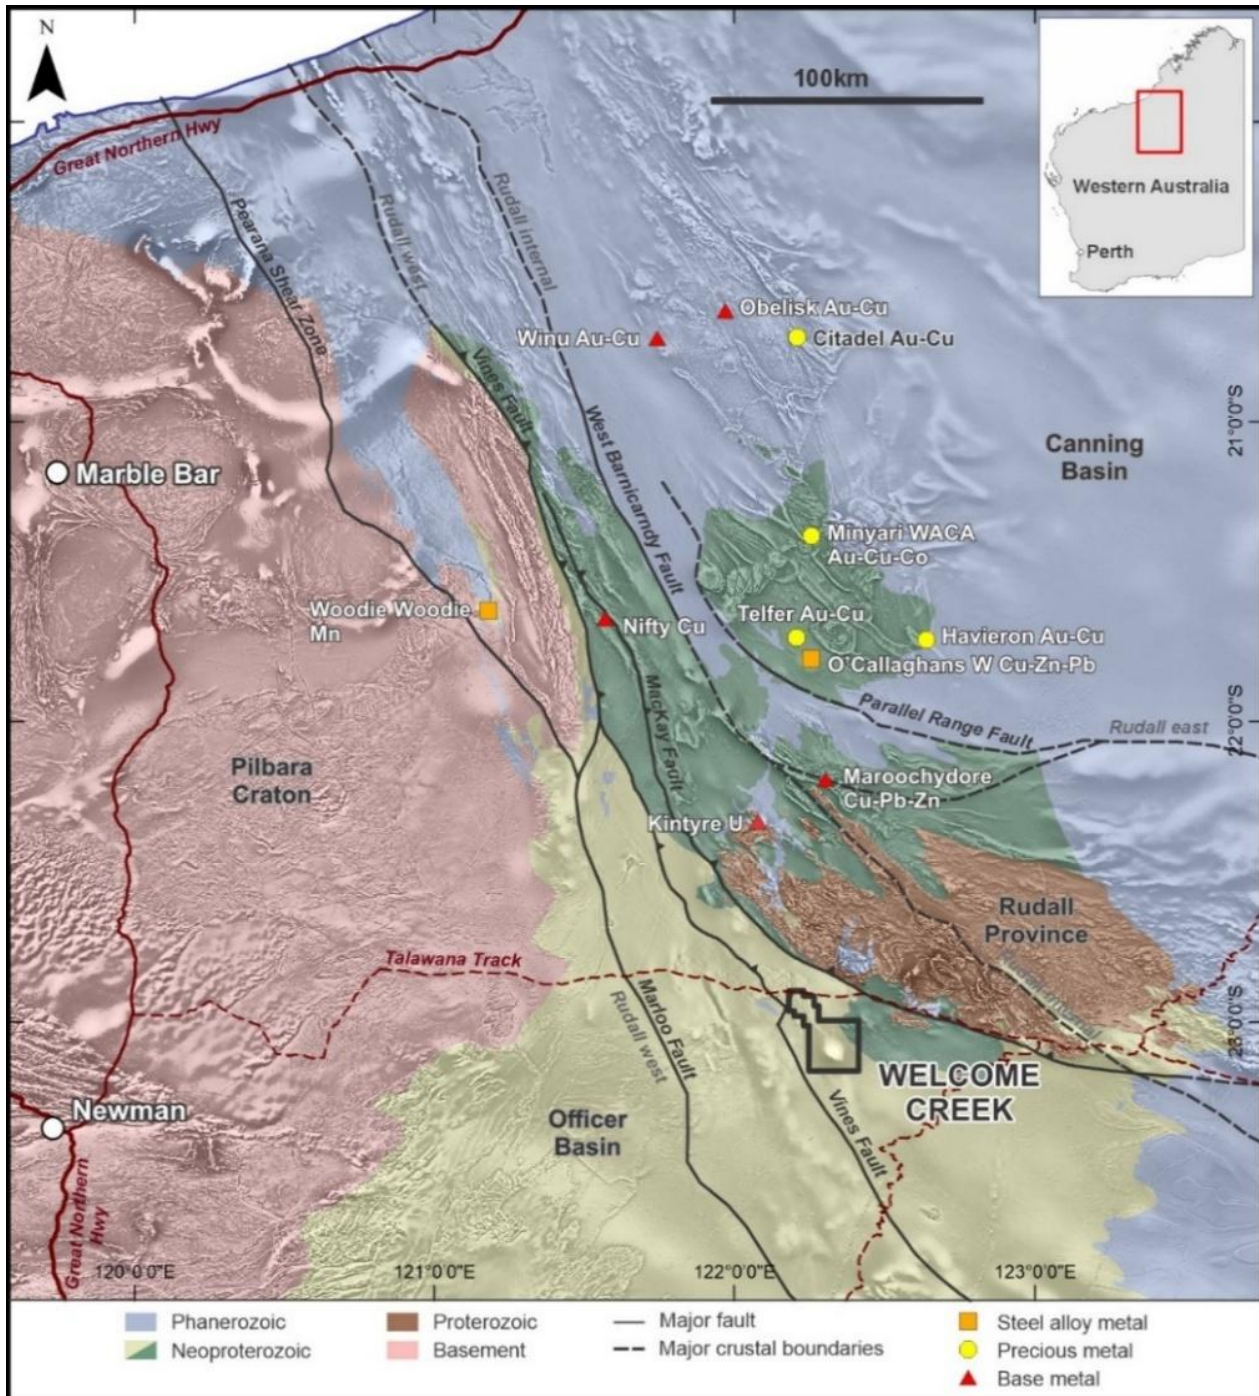 N
100km
Great Northern Hwy
Western Australia
Perth
Pearana Shear Zone
Rudall west
Rudall internal
Obelisk Au-Cu
Winu Au-Cu
Citadel Au-Cu
Vines Fault
West Barnicarndy Fault
21°0'0"S
Canning
Basin
Marble Bar
Minyari WACA
Au-Cu-Co
Woodie Woodie
Mn
Nifty Cu
Telfer Au-Cu
Havieron Au-Cu
O'Callaghans W Cu-Zn-Pb
MacKay Fault
Parallel Range Fault
Rudall east
22°0'0"S
Pilbara
Craton
Maroochydore
Cu-Pb-Zn
Kintyre U
Rudall
Province
Talawana Track
Marloo Fault
Rudall west
23°0'0"S
WELCOME
CREEK
Newman
Officer
Basin
Vines Fault
Great Northern
Hwy
120°0'0"E
121°0'0"E
122°0'0"E
123°0'0"E
Phanerozoic
Neoproterozoic
Proterozoic
Basement
Major fault
Major crustal boundaries
Steel alloy metal
Precious metal
Base metal